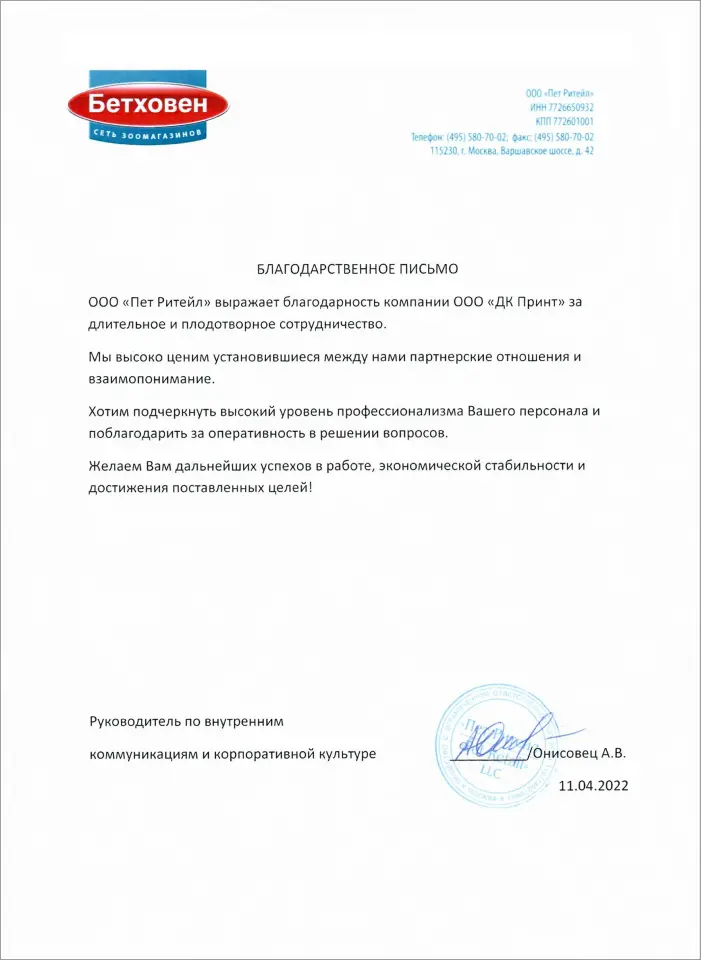 Бетховен
СЕТЬ ЗООМАГАЗИНОВ
ООО «Пет Ритейл»
ИНН 7726650932
КПП 772601001
Телефон: (495) 580-70-02; факс: (495) 580-70-02
115230, г. Москва, Варшавское шоссе, д. 42
БЛАГОДАРСТВЕННОЕ ПИСЬМО
ООО «Пет Ритейл» выражает благодарность компании ООО «ДК Принт» за
длительное и плодотворное сотрудничество.
Мы высоко ценим установившиеся между нами партнерские отношения и
взаимопонимание.
Хотим подчеркнуть высокий уровень профессионализма Вашего персонала и
поблагодарить за оперативность в решении вопросов.
Желаем Вам дальнейших успехов в работе, экономической стабильности и
достижения поставленных целей!
Руководитель по внутренним
коммуникациям и корпоративной культуре
/Онисовец А.В.
LLC
11.04.2022